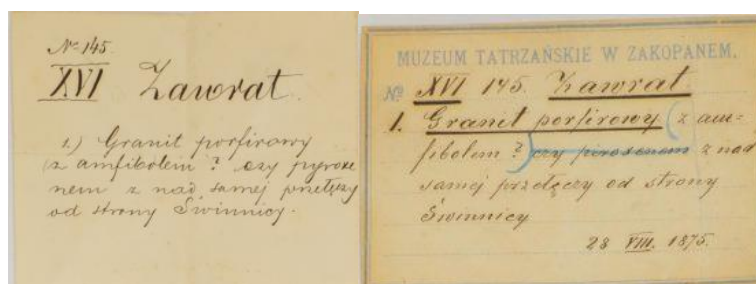 No 145.
XVI Zawrat.
1.) Granit porfirowy
(z amfibolem ? czy pyroxe
nem z nad samej przełęczy
od strony Świnnicy.
MUZEUM TATRZAŃSKIE W ZAKOPANEM.
No XVI 145. Zawrat.
1. Granit porfirowy (z am-
fibolem ?) czy piroxenem z nad
samej przełęczy od strony
Świnnicy
28 VIII. 1875.